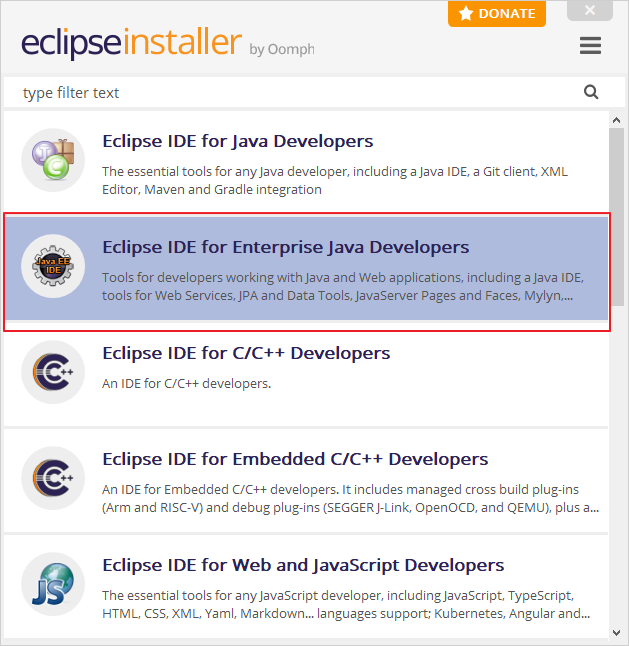 DONATE
eclipseinstaller by Oomph
type filter text
Eclipse IDE for Java Developers
The essential tools for any Java developer, including a Java IDE, a Git client, XML
Editor, Maven and Gradle integration
Java EE
IDE
Eclipse IDE for Enterprise Java Developers
Tools for developers working with Java and Web applications, including a Java IDE,
tools for Web Services, JPA and Data Tools, JavaServer Pages and Faces, Mylyn,...
Eclipse IDE for C/C++ Developers
An IDE for C/C++ developers.
Eclipse IDE for Embedded C/C++ Developers
An IDE for Embedded C/C++ developers. It includes managed cross build plug-ins
(Arm and RISC-V) and debug plug-ins (SEGGER J-Link, OpenOCD, and QEMU), plus a...
JS
Eclipse IDE for Web and JavaScript Developers
The essential tools for any JavaScript developer, including JavaScript, TypeScript,
HTML, CSS, XML, Yaml, Markdown... languages support; Kubernetes, Angular and...